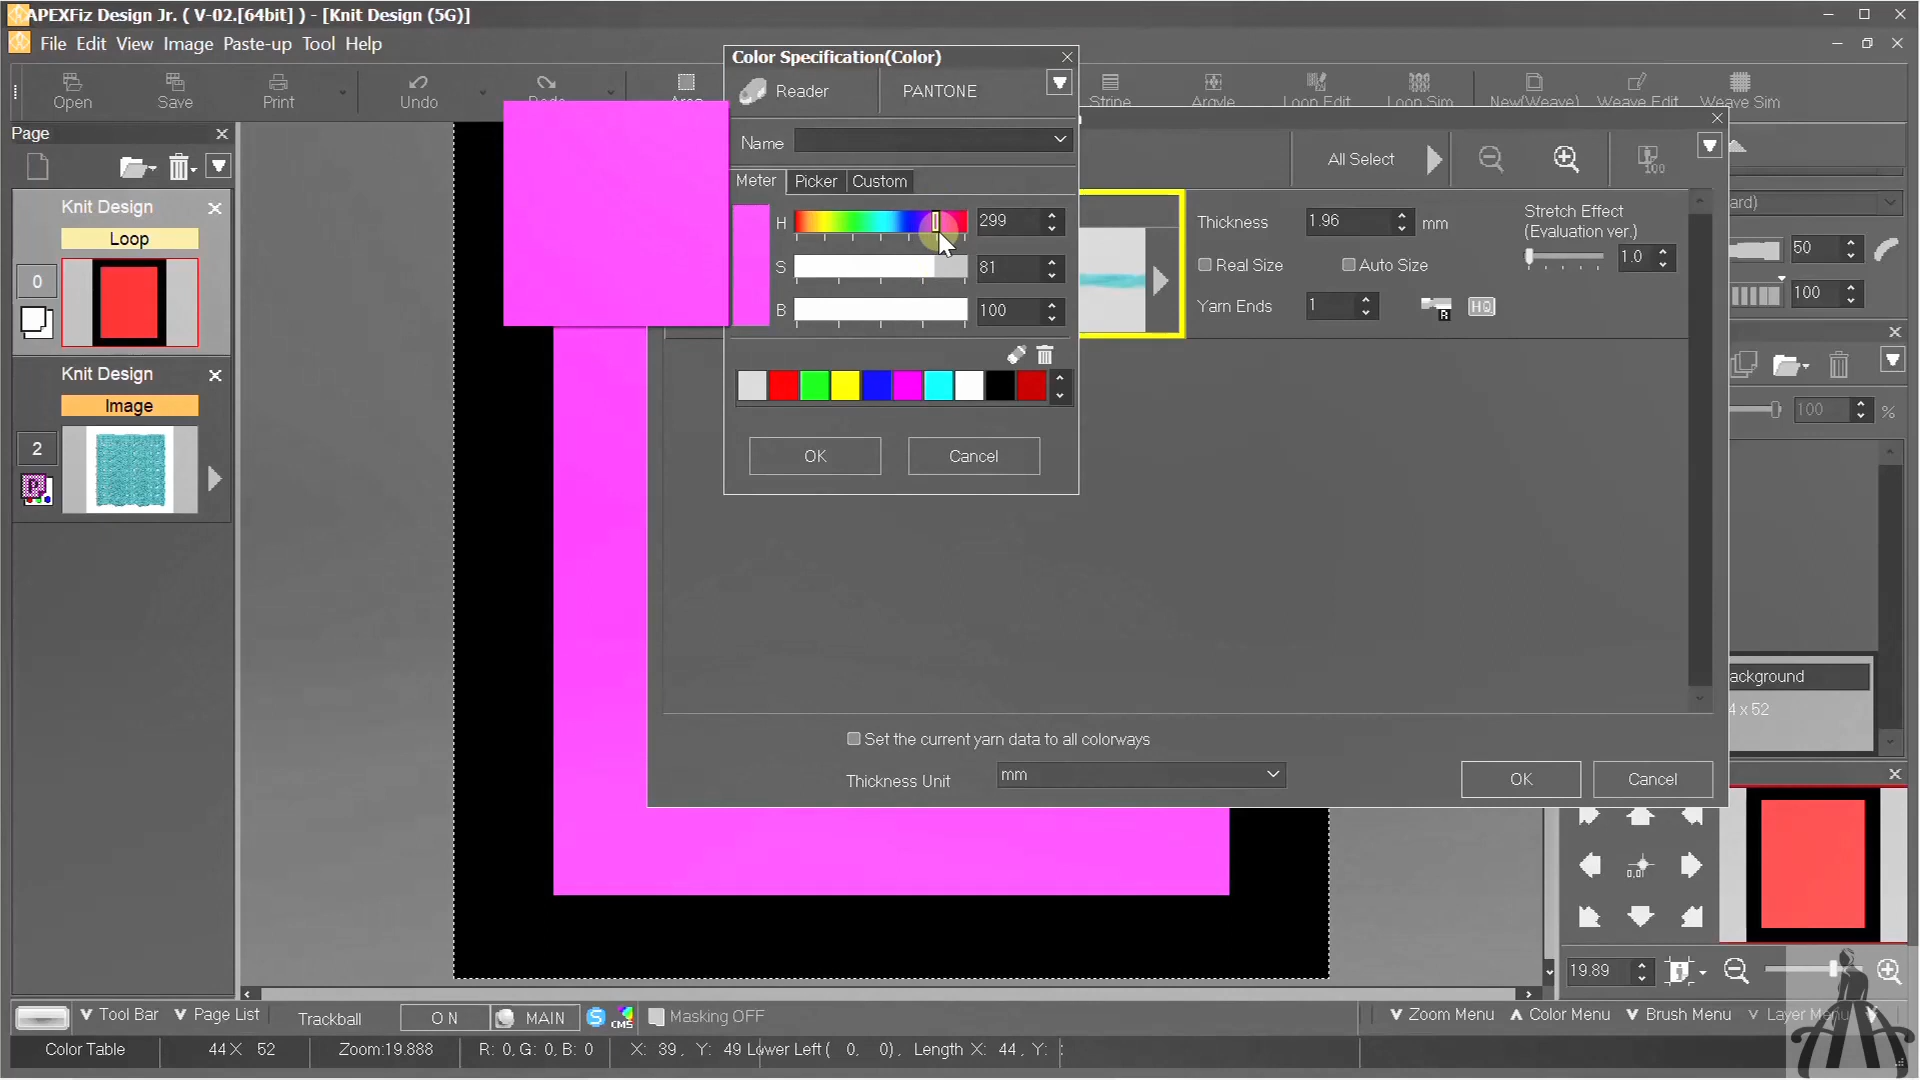 APEXFiz Design Jr. ( V-02.[64bit] ) - [Knit Design (5G)]
File Edit View Image Paste-up Tool Help
Open Save Print Undo Redo Area Stripe Argyle Loop Edit Loop Sim New(Weave) Weave Edit Weave Sim
Page
Knit Design
Loop
0
Knit Design
Image
2
P
Color Specification(Color)
Reader PANTONE
Name
Meter Picker Custom
H 299
S 81
B 100
OK Cancel
All Select
100
Thickness 1.96 mm
Real Size Auto Size
Yarn Ends 1 R HQ
Stretch Effect
(Evaluation ver.)
1.0
ard)
50
100
100 %
ackground
4 x 52
Set the current yarn data to all colorways
Thickness Unit mm
OK Cancel
0,0
19.89
Tool Bar Page List Trackball O N MAIN S CMS Masking OFF Zoom Menu Color Menu Brush Menu Layer Menu
Color Table 44X 52 Zoom:19.888 R: 0, G: 0, B: 0 X: 39 , Y: 49 Lower Left ( 0, 0) , Length X: 44 , Y: :